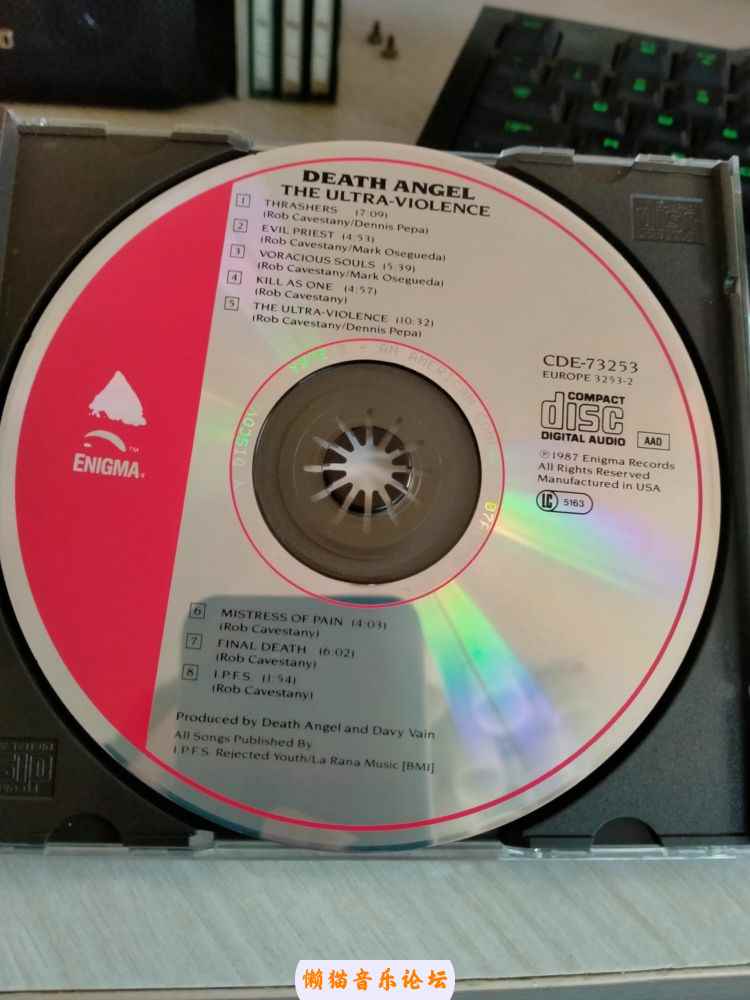 DEATH ANGEL
THE ULTRA-VIOLENCE
1 THRASHERS (7:09)
(Rob Cavestany/Dennis Pepa)
2 EVIL PRIEST (4:53)
(Rob Cavestany/Mark Osegueda)
3 VORACIOUS SOULS (5:39)
(Rob Cavestany/Mark Osegueda)
4 KILL AS ONE (4:57)
(Rob Cavestany)
5 THE ULTRA-VIOLENCE (10:32)
(Rob Cavestany/Dennis Pepa)
CDE-73253
EUROPE 3253-2
COMPACT
disc
DIGITAL AUDIO
AAD
℗1987 Enigma Records
All Rights Reserved
Manufactured in USA
LC 5163
ENIGMA®
TM
6 MISTRESS OF PAIN (4:03)
(Rob Cavestany)
7 FINAL DEATH (6:02)
(Rob Cavestany)
8 I.P.F.S. (1:54)
(Rob Cavestany)
Produced by Death Angel and Davy Vain
All Songs Published By
I.P.F.S. Rejected Youth/La Rana Music [BMI]
懒猫音乐论坛